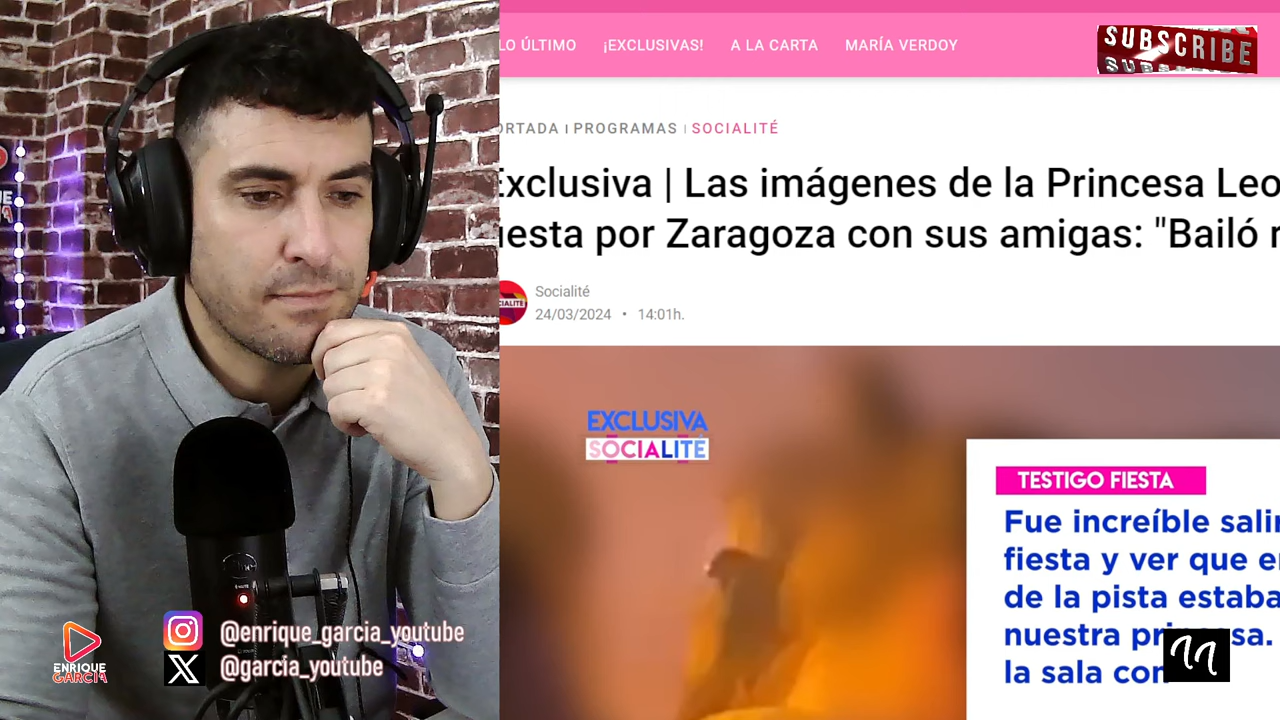 LO ÚLTIMO ¡EXCLUSIVAS! A LA CARTA MARÍA VERDOY
SUBSCRIBE
ORTADA | PROGRAMAS | SOCIALITÉ
Exclusiva | Las imágenes de la Princesa Leo
iesta por Zaragoza con sus amigas: "Bailó
Socialité
24/03/2024 • 14:01h.
EXCLUSIVA
SOCIALITÉ
TESTIGO FIESTA
Fue increíble salir
fiesta y ver que
de la pista estaba
nuestra
la sala con
ENRIQUE
GARCIA
@enrique_garcia_youtube
@garcia_youtube